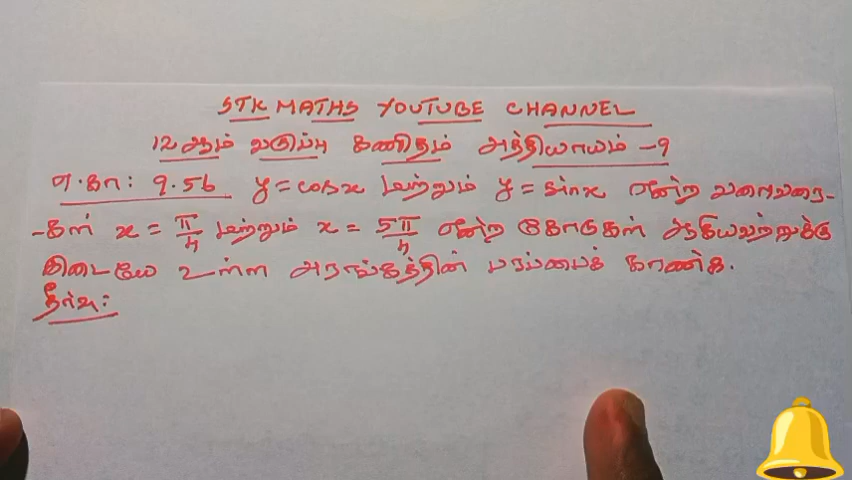 STK MATHS YOUTUBE CHANNEL
12 ஆம் வகுப்பு கணிதம் அத்தியாயம் - 9
எ.கா: 9.56 y = cosx மற்றும் y = sinx என்ற வளைவரை-
-கள் x = π/4 மற்றும் x = 5π/4 என்ற கோடுகள் ஆகியவற்றுக்கு
இடையே உள்ள அரங்கத்தின் பரப்பைக் காண்க.
தீர்வு: